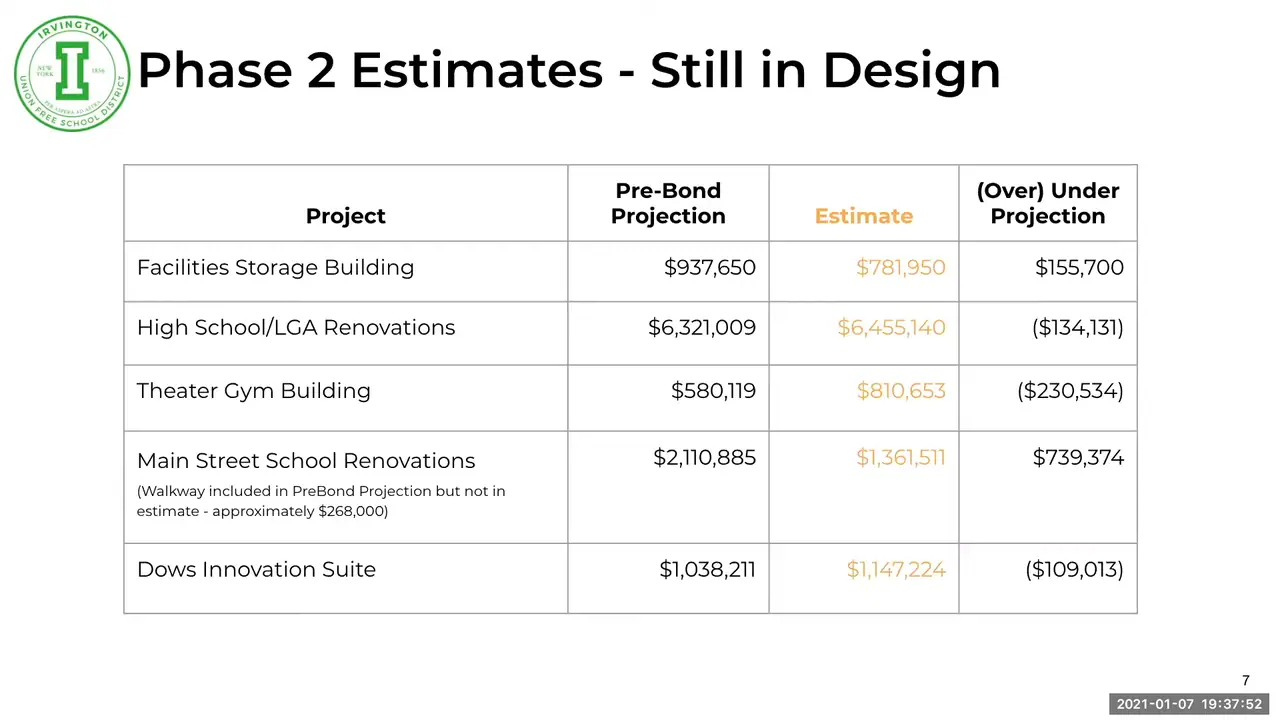 IRVINGTON
NEW YORK
1856
PER ASPERA AD ASTRA
UNION FREE SCHOOL DISTRICT
Phase 2 Estimates - Still in Design
Project
Pre-Bond
Projection
Estimate
(Over) Under
Projection
Facilities Storage Building $937,650 $781,950 $155,700
High School/LGA Renovations $6,321,009 $6,455,140 ($134,131)
Theater Gym Building $580,119 $810,653 ($230,534)
Main Street School Renovations $2,110,885 $1,361,511 $739,374
(Walkway included in PreBond Projection but not in
estimate - approximately $268,000)
Dows Innovation Suite $1,038,211 $1,147,224 ($109,013)
7
2021-01-07 19:37:52